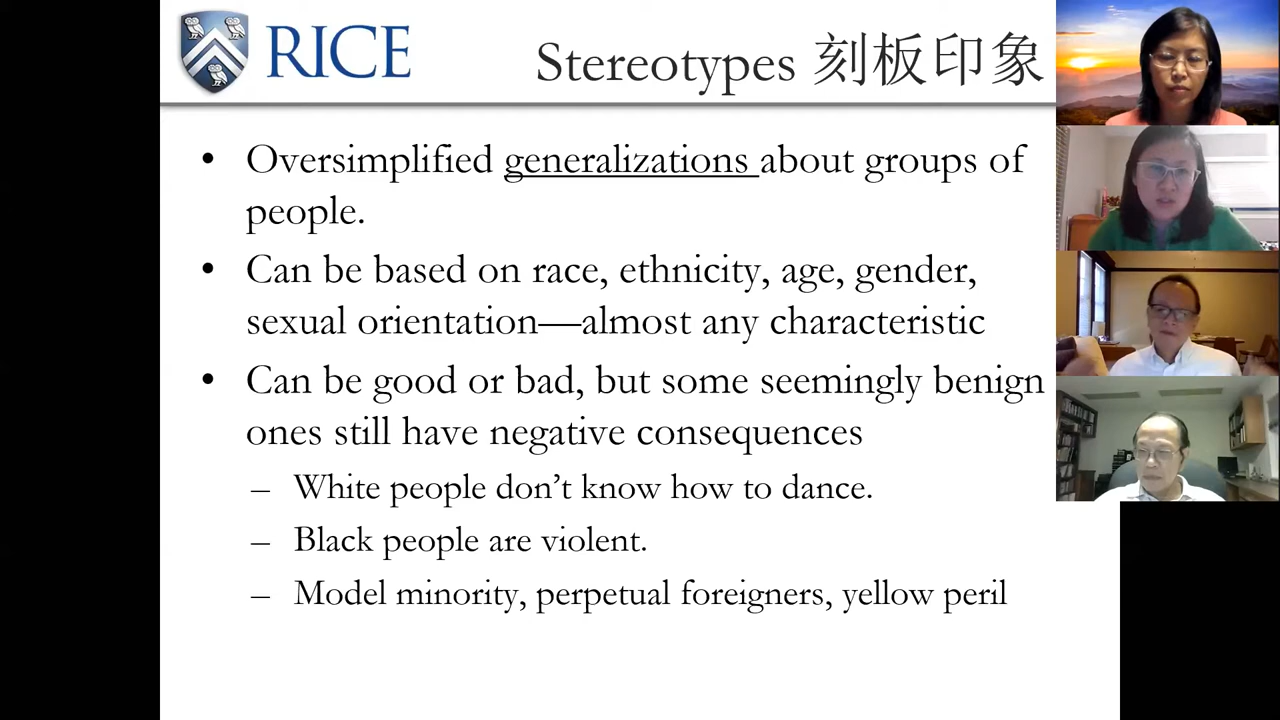 RICE
Stereotypes 刻板印象
• Oversimplified generalizations about groups of
people.
• Can be based on race, ethnicity, age, gender,
sexual orientation—almost any characteristic
• Can be good or bad, but some seemingly benign
ones still have negative consequences
– White people don’t know how to dance.
– Black people are violent.
– Model minority, perpetual foreigners, yellow peril